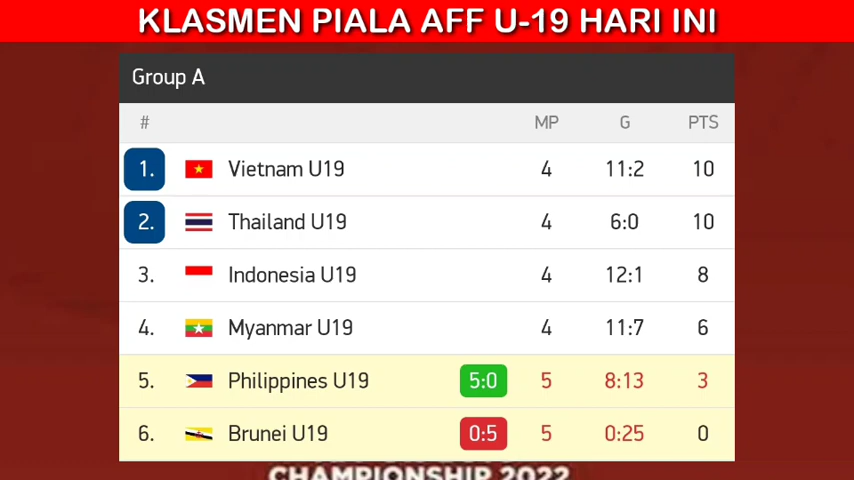 KLASMEN PIALA AFF U-19 HARI INI
Group A
# MP G PTS
1. Vietnam U19 4 11:2 10
2. Thailand U19 4 6:0 10
3. Indonesia U19 4 12:1 8
4. Myanmar U19 4 11:7 6
5. Philippines U19 5:0 5 8:13 3
6. Brunei U19 0:5 5 0:25 0
CHAMPIONSHIP 2022